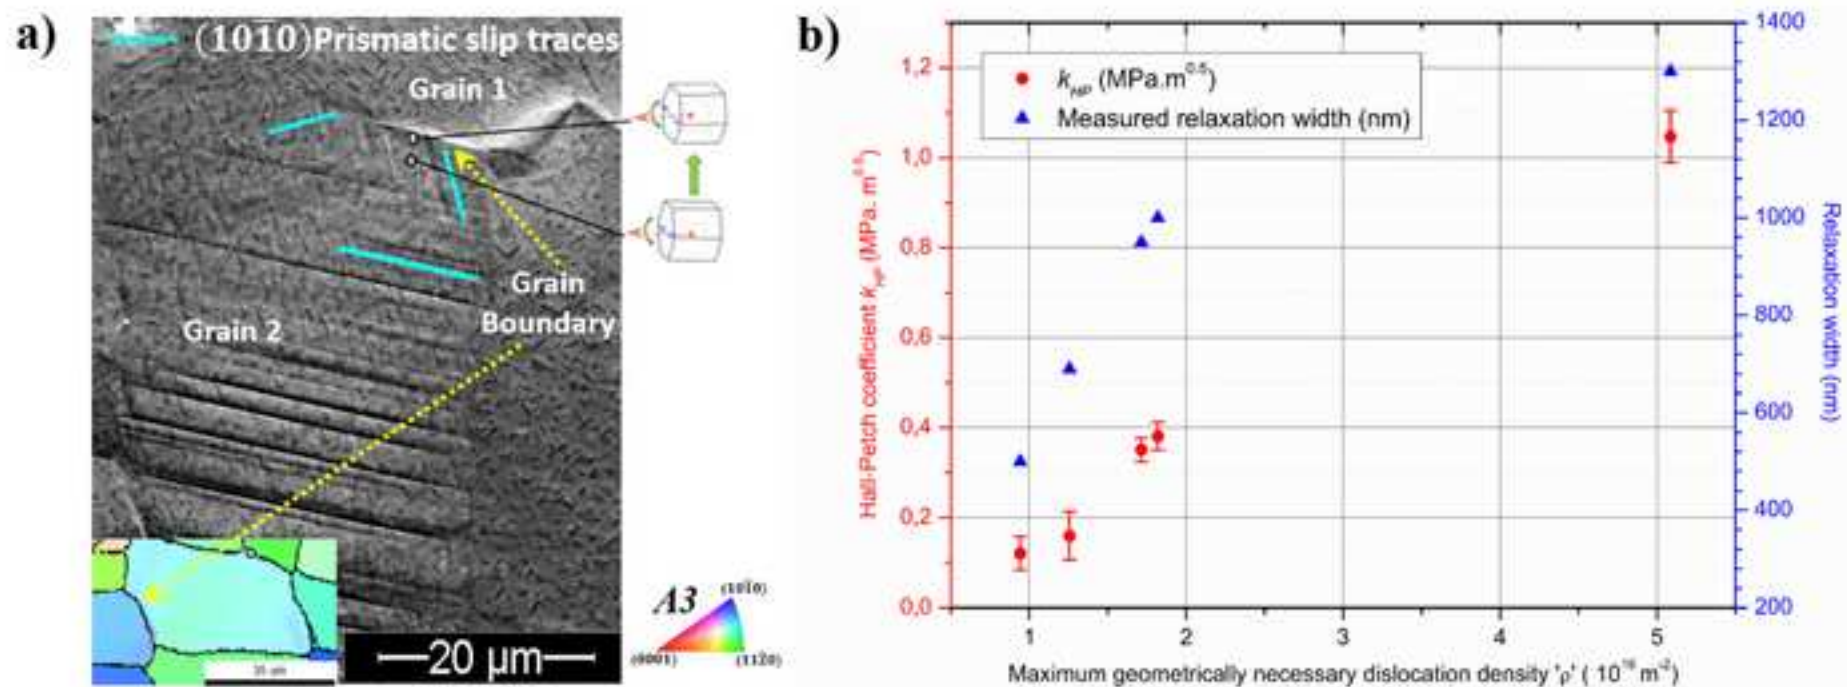 a)
(101̄0)Prismatic slip traces
Grain 1
Grain
Boundary
Grain 2
20 μm
A3
(101̄0)
(0001)
(112̄0)
b)
k_HP (MPa.m^0.5)
Measured relaxation width (nm)
Hall-Petch coefficient k_HP (MPa. m^0.5)
1,2
1,0
0,8
0,6
0,4
0,2
0,0
1 2 3 4 5
Maximum geometrically necessary dislocation density 'ρ' ( 10^16 m^-2)
1400
1200
1000
800
600
400
200
Relaxation width (nm)